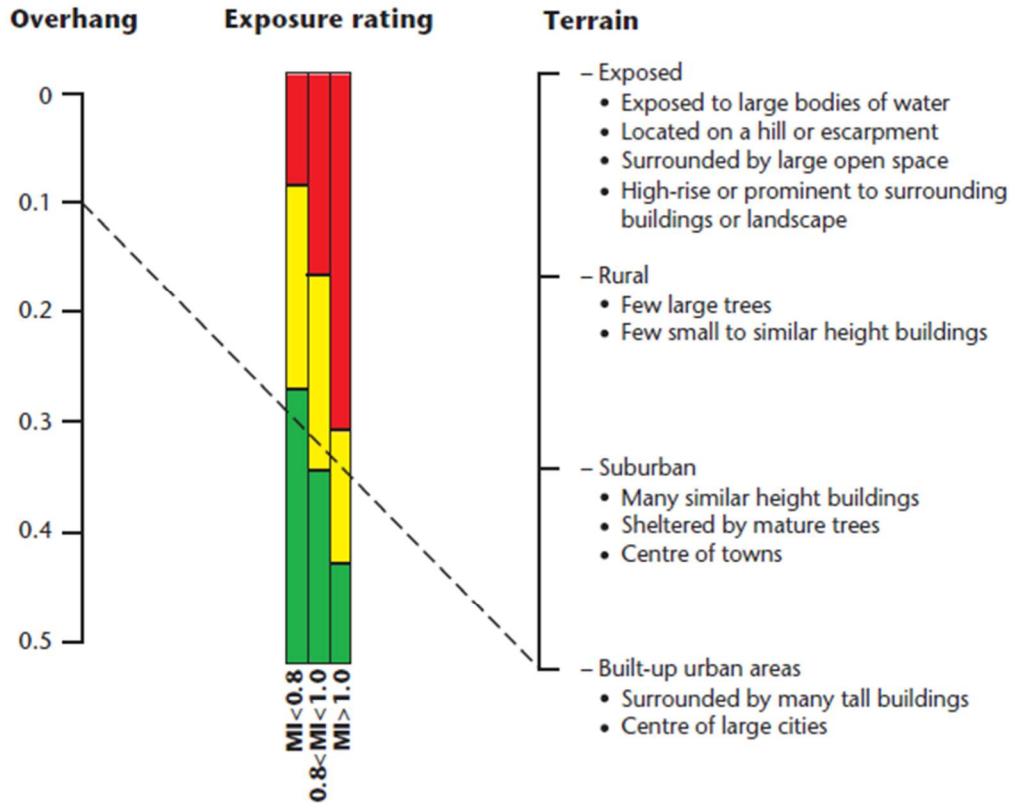 Overhang
Exposure rating
Terrain
0
0.1
0.2
0.3
0.4
0.5
MI<0.8
0.8<MI<1.0
MI>1.0
– Exposed
• Exposed to large bodies of water
• Located on a hill or escarpment
• Surrounded by large open space
• High-rise or prominent to surrounding
buildings or landscape
– Rural
• Few large trees
• Few small to similar height buildings
– Suburban
• Many similar height buildings
• Sheltered by mature trees
• Centre of towns
– Built-up urban areas
• Surrounded by many tall buildings
• Centre of large cities